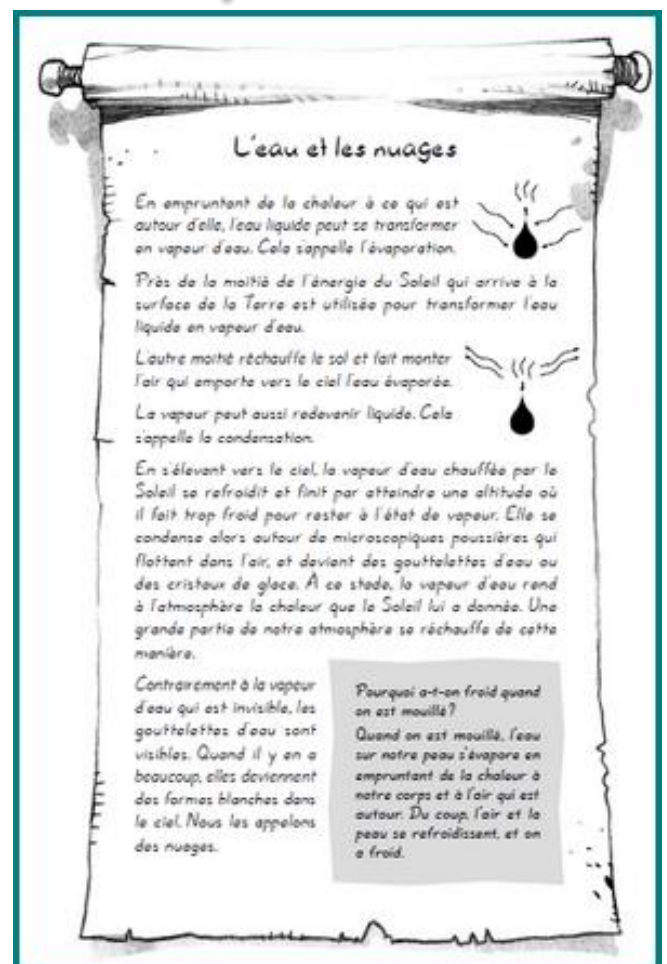 L'eau et les nuages
En empruntant de la chaleur à ce qui est
autour d'elle, l'eau liquide peut se transformer
en vapeur d'eau. Cela s'appelle l'évaporation.
Près de la moitié de l'énergie du Soleil qui arrive à la
surface de la Terre est utilisée pour transformer l'eau
liquide en vapeur d'eau.
L'autre moitié réchauffe le sol et fait monter
l'air qui emporte vers le ciel l'eau évaporée.
La vapeur peut aussi redevenir liquide. Cela
s'appelle la condensation.
En s'élevant vers le ciel, la vapeur d'eau chauffée par le
Soleil se refroidit et finit par atteindre une altitude où
il fait trop froid pour rester à l'état de vapeur. Elle se
condense alors autour de microscopiques poussières qui
flottent dans l'air, et devient des gouttelettes d'eau ou
des cristaux de glace. À ce stade, la vapeur d'eau rend
à l'atmosphère la chaleur que le Soleil lui a donnée. Une
grande partie de notre atmosphère se réchauffe de cette
manière.
Contrairement à la vapeur
d'eau qui est invisible, les
gouttelettes d'eau sont
visibles. Quand il y en a
beaucoup, elles deviennent
des formes blanches dans
le ciel. Nous les appelons
des nuages.
Pourquoi a-t-on froid quand
on est mouillé ?
Quand on est mouillé, l'eau
sur notre peau s'évapore en
empruntant de la chaleur à
notre corps et à l'air qui est
autour. Du coup, l'air et la
peau se refroidissent, et on
a froid.